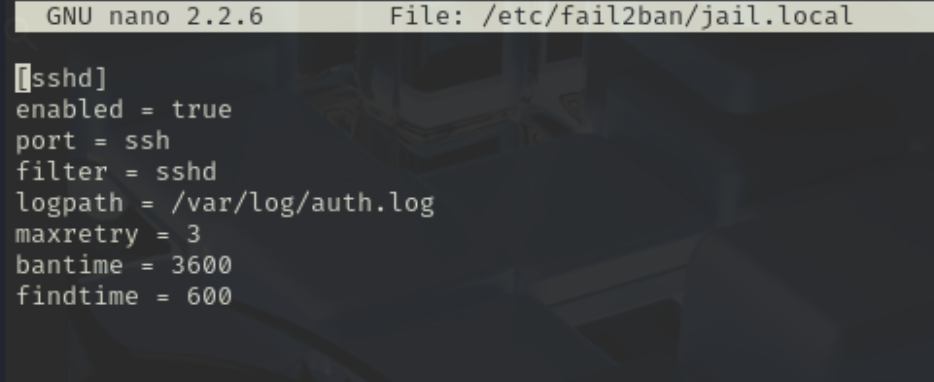 GNU nano 2.2.6 File: /etc/fail2ban/jail.local
[sshd]
enabled = true
port = ssh
filter = sshd
logpath = /var/log/auth.log
maxretry = 3
bantime = 3600
findtime = 600